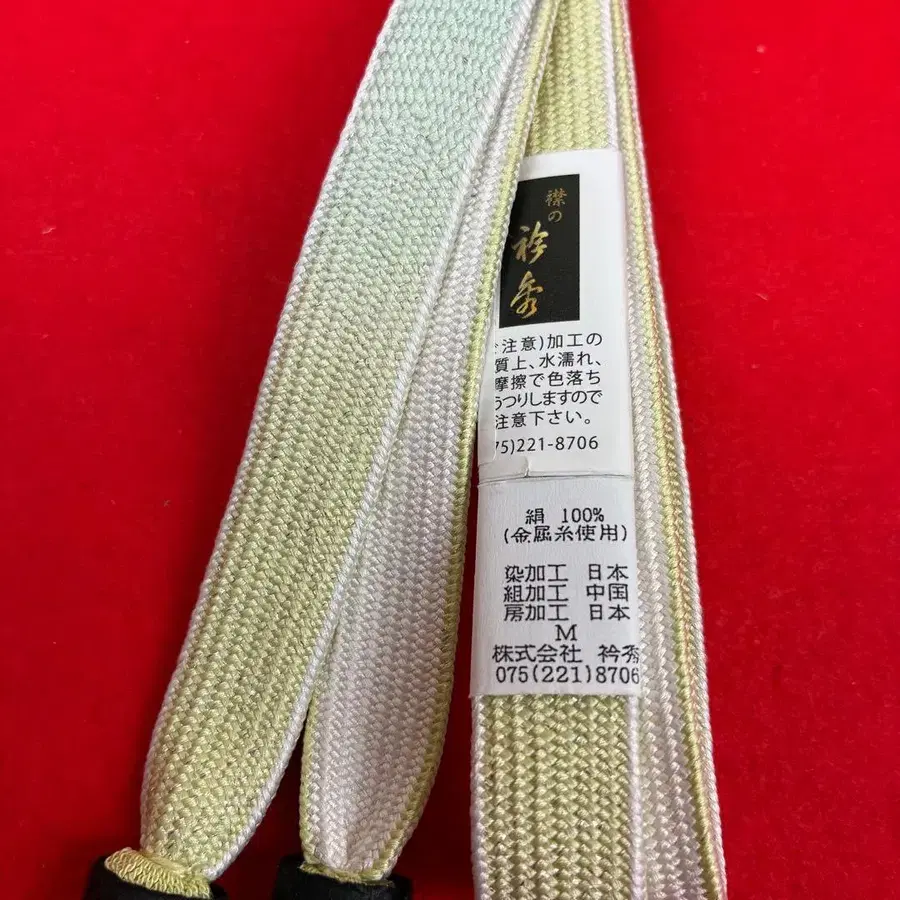 襟の
衿秀
注意)加工の
質上、水濡れ、
摩擦で色落ち
うつりしますので
注意下さい。
75)221-8706
絹 100%
(金属糸使用)
染加工 日本
組加工 中国
房加工 日本
M
株式会社 衿秀
075(221)8706